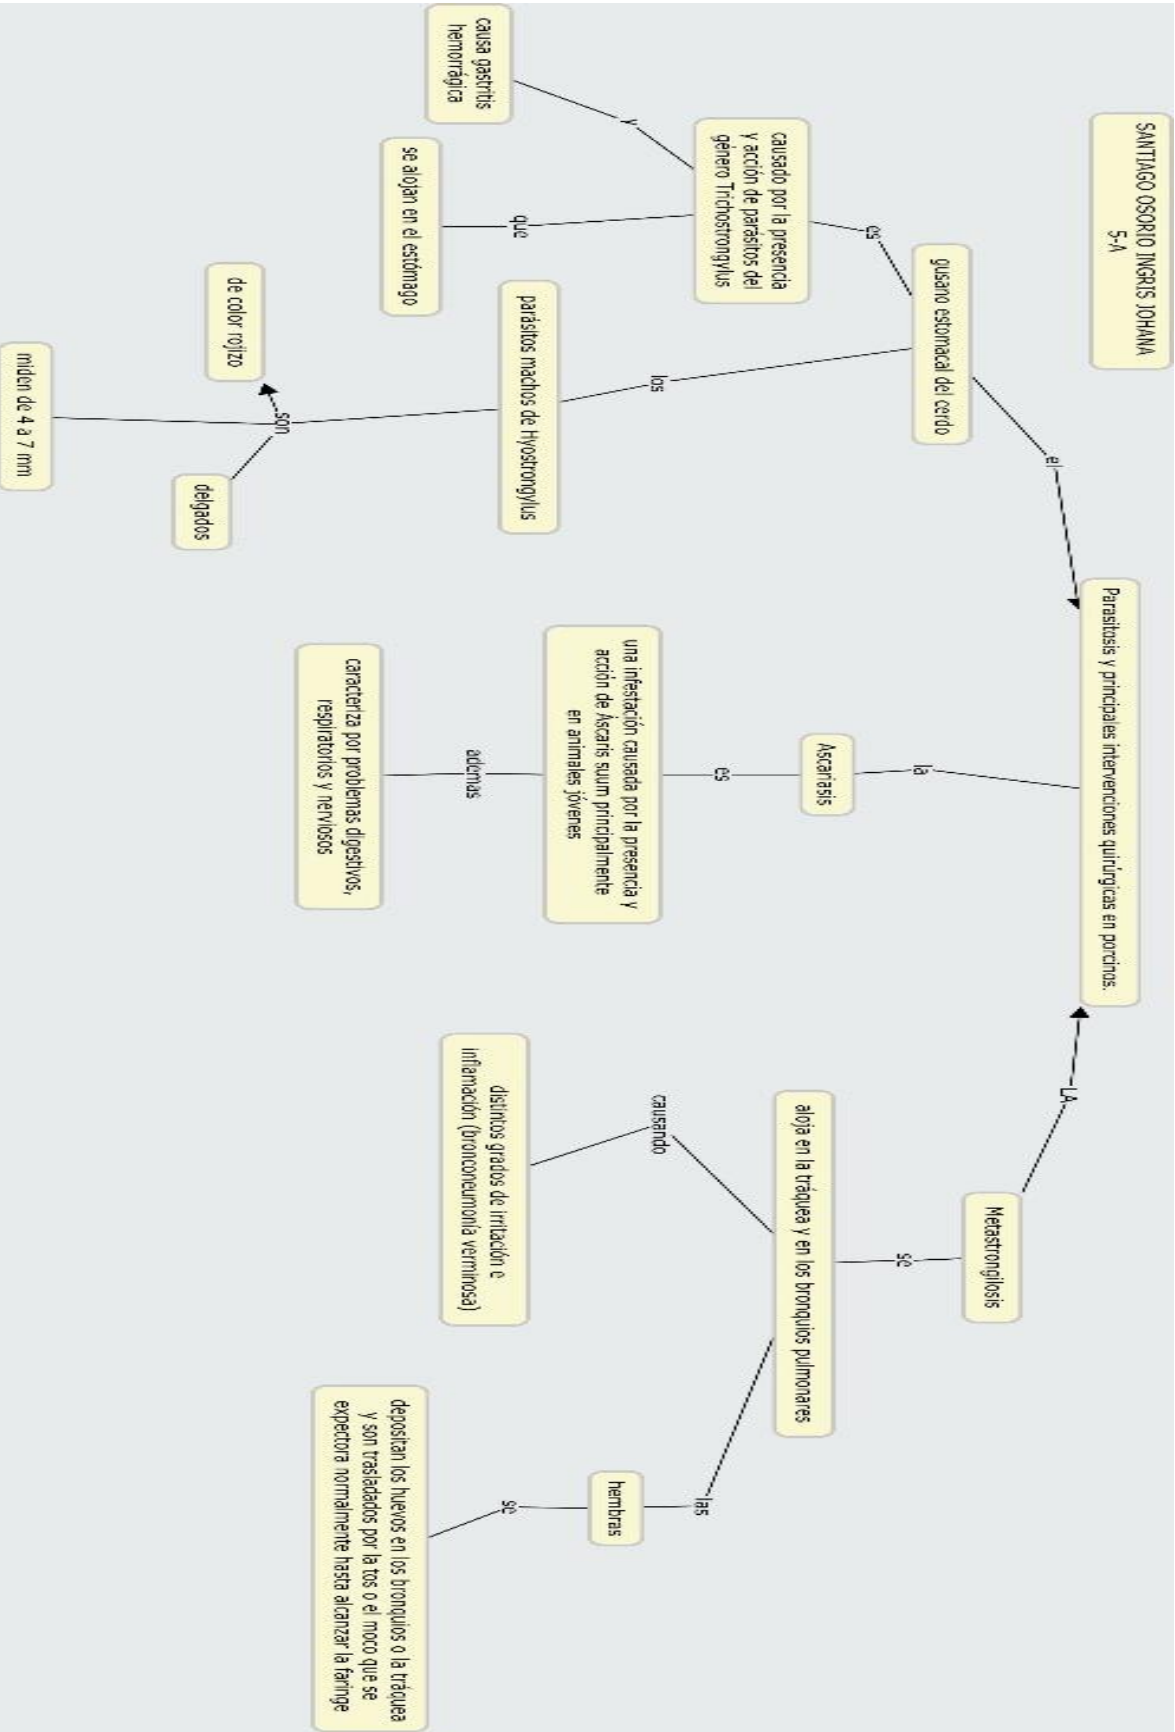 SANTIAGO OSORIO INGRIS JOHANA
5-A
Parasitosis y principales intervenciones quirúrgicas en porcinos.
el
gusano estomacal del cerdo
es
causado por la presencia
y acción de parásitos del
género Trichostrongylus
y
causa gastritis
hemorrágica
que
se alojan en el estómago
los
parásitos machos de Hyostrongylus
son
de color rojizo
delgados
miden de 4 a 7 mm
la
Ascariasis
es
una infestación causada por la presencia y
acción de Áscaris suum principalmente
en animales jóvenes
ademas
caracteriza por problemas digestivos,
respiratorios y nerviosos
LA
Metastrongilosis
se
aloja en la tráquea y en los bronquios pulmonares
causando
distintos grados de irritación e
inflamación (bronconeumonía verminosa)
las
hembras
se
depositan los huevos en los bronquios o la tráquea
y son trasladados por la tos o el moco que se
expectora normalmente hasta alcanzar la faringe